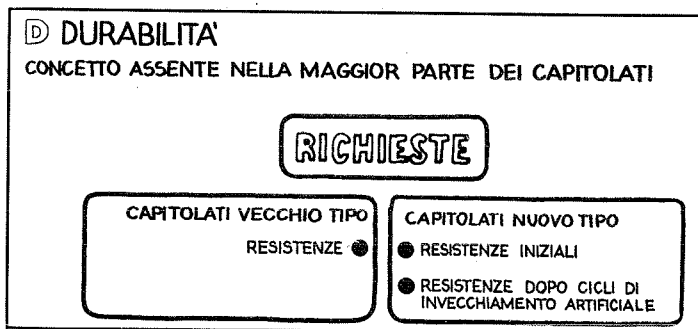 D DURABILITA'
CONCETTO ASSENTE NELLA MAGGIOR PARTE DEI CAPITOLATI
RICHIESTE
CAPITOLATI VECCHIO TIPO
RESISTENZE ●
CAPITOLATI NUOVO TIPO
● RESISTENZE INIZIALI
● RESISTENZE DOPO CICLI DI
INVECCHIAMENTO ARTIFICIALE